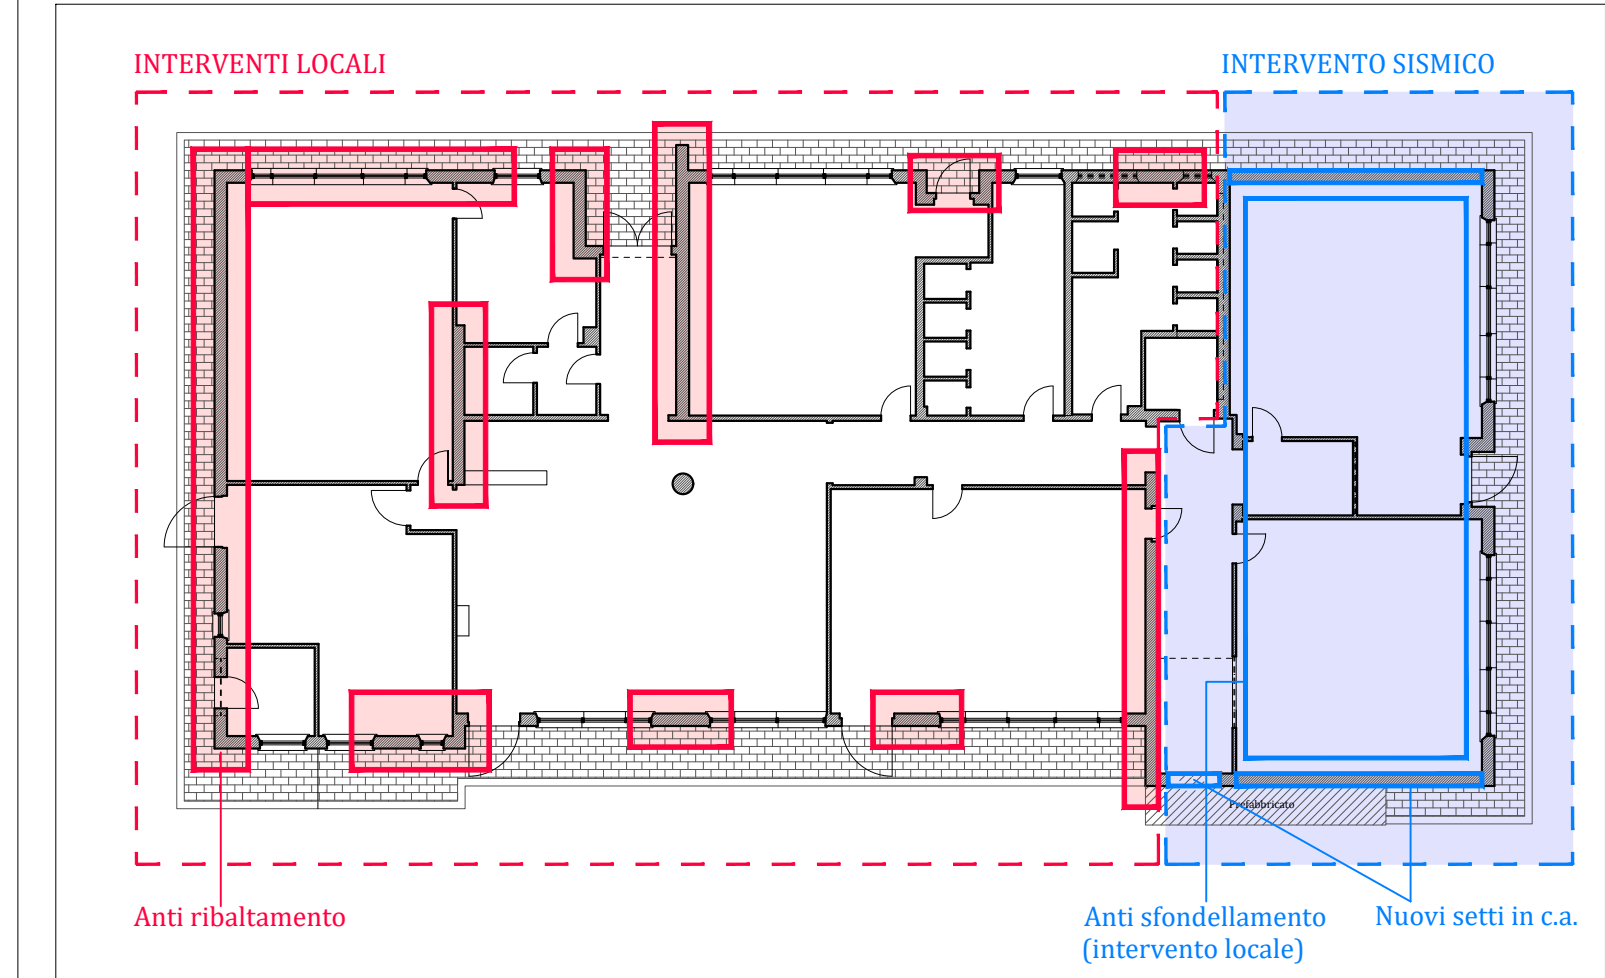 INTERVENTI LOCALI
INTERVENTO SISMICO
Prefabbricato
Anti ribaltamento
Anti sfondellamento
(intervento locale)
Nuovi setti in c.a.